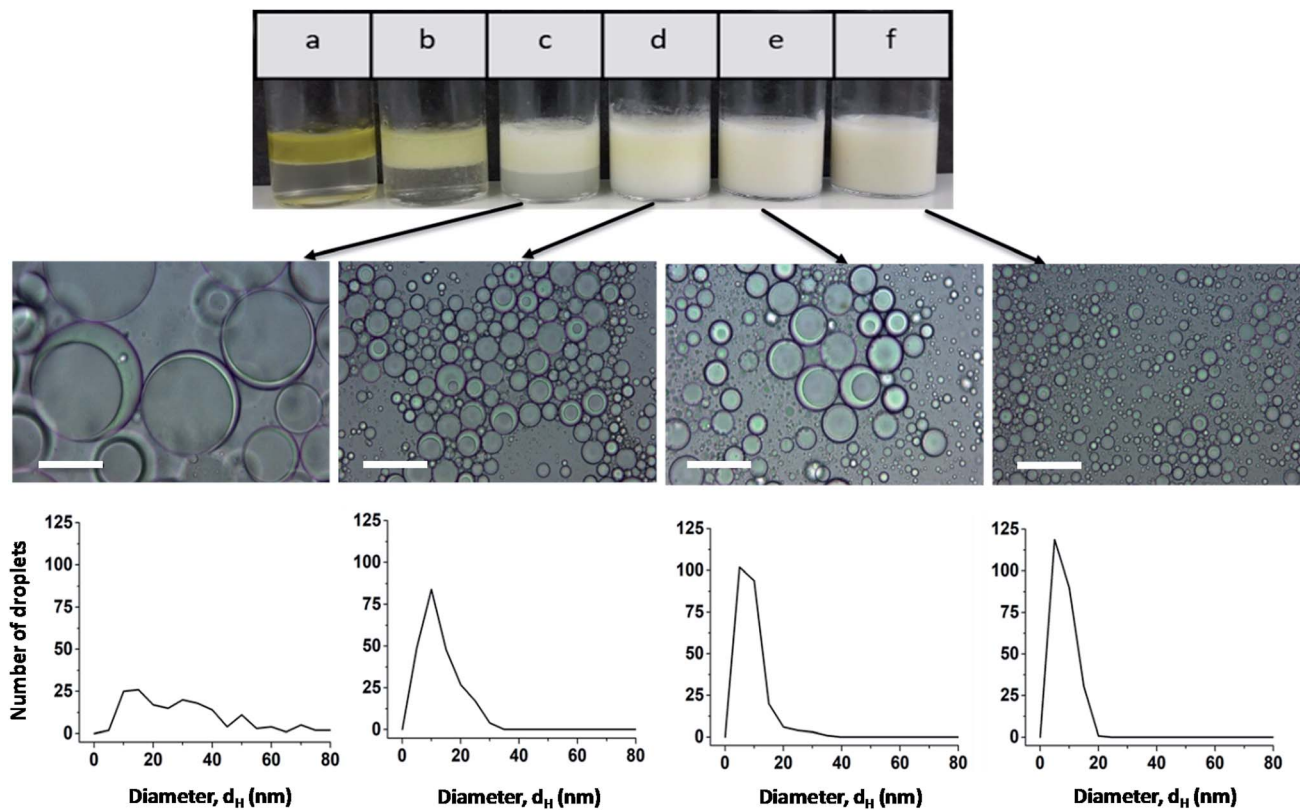 a b c d e f
Number of droplets
125 125 125 125
100 100 100 100
75 75 75 75
50 50 50 50
25 25 25 25
0 0 0 0
0 20 40 60 80 0 20 40 60 80 0 20 40 60 80 0 20 40 60 80
Diameter, dH (nm) Diameter, dH (nm) Diameter, dH (nm) Diameter, dH (nm)